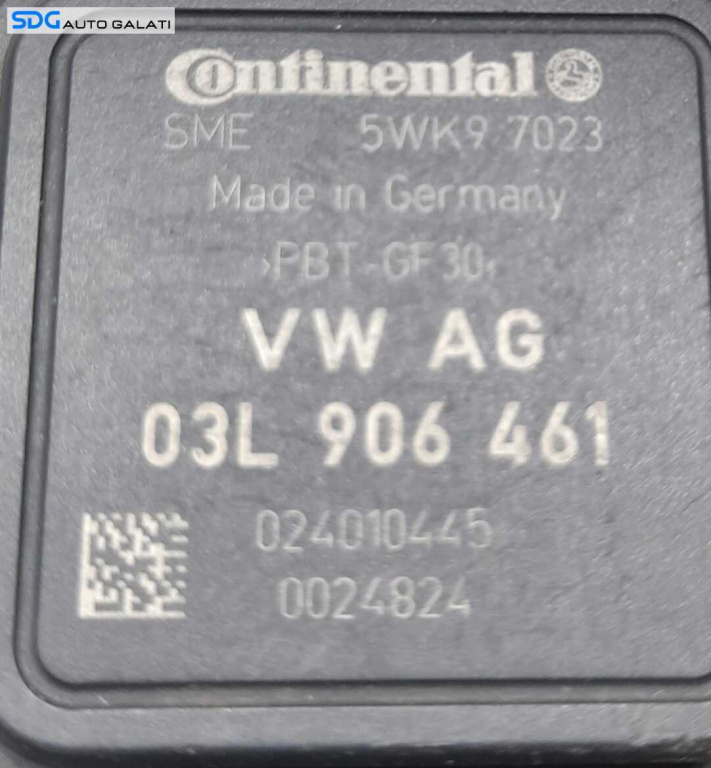 SDG AUTO GALATI
Continental
SME 5WK9 7023
Made in Germany
>PBT-GF30<
VW AG
03L 906 461
024010445
0024824